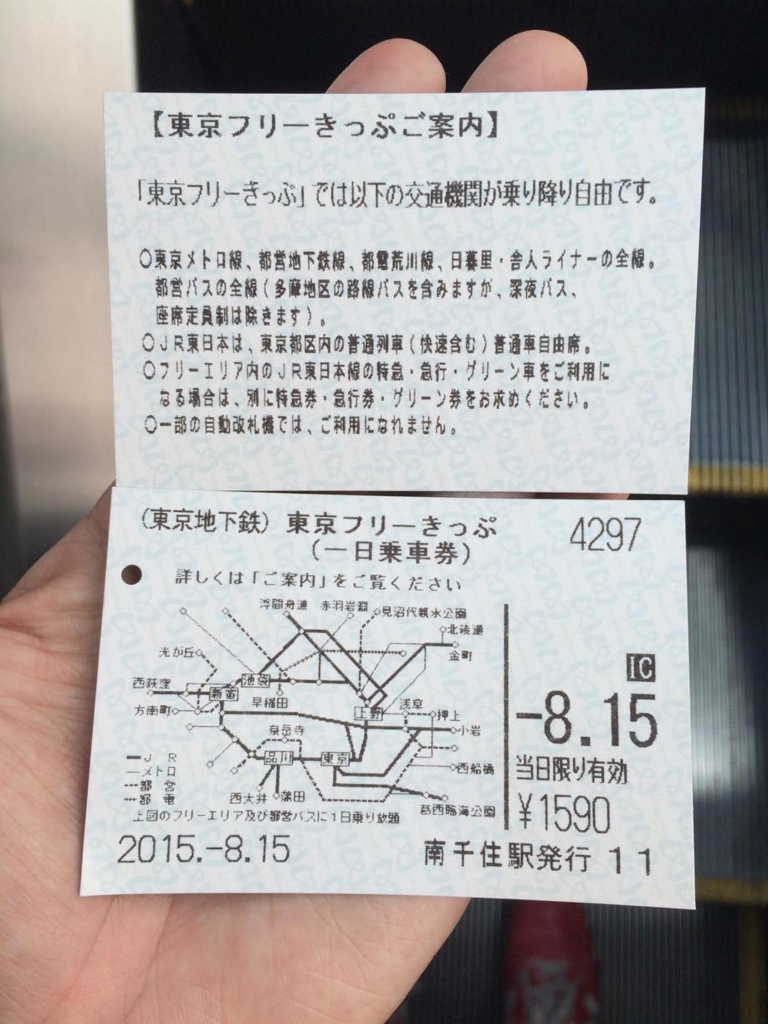 【東京フリーきっぷご案内】
「東京フリーきっぷ」では以下の交通機関が乗り降り自由です。
○東京メトロ線、都営地下鉄線、都電荒川線、日暮里・舎人ライナーの全線。
都営バスの全線(多摩地区の路線バスを含みますが、深夜バス、
座席定員制は除きます)。
○JR東日本は、東京都区内の普通列車(快速含む)普通車自由席。
○フリーエリア内のJR東日本線の特急・急行・グリーン車をご利用に
なる場合は、別に特急券・急行券・グリーン券をお求めください。
○一部の自動改札機では、ご利用になれません。
(東京地下鉄)東京フリーきっぷ
(一日乗車券)
4297
詳しくは「ご案内」をご覧ください
浮間舟渡 赤羽岩淵 見沼代親水公園
北綾瀬
光が丘
金町
西荻窪
池袋
新宿
早稲田
方南町
上野
浅草
押上
小岩
泉岳寺
品川
東京
西船橋
西大井
蒲田
葛西臨海公園
JR
メトロ
都営
都電
上図のフリーエリア及び都営バスに1日乗り放題
IC
-8.15
当日限り有効
¥1590
2015.-8.15
南千住駅発行 11